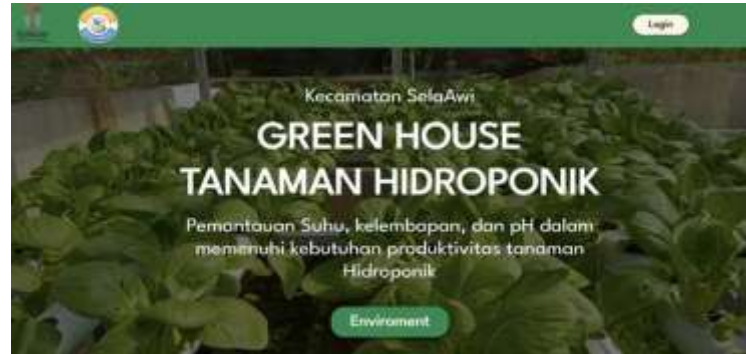 Login
Kecamatan SelaAwi
GREEN HOUSE
TANAMAN HIDROPONIK
Pemantauan Suhu, kelembapan, dan pH dalam
memenuhi kebutuhan produktivitas tanaman
Hidroponik
Enviroment